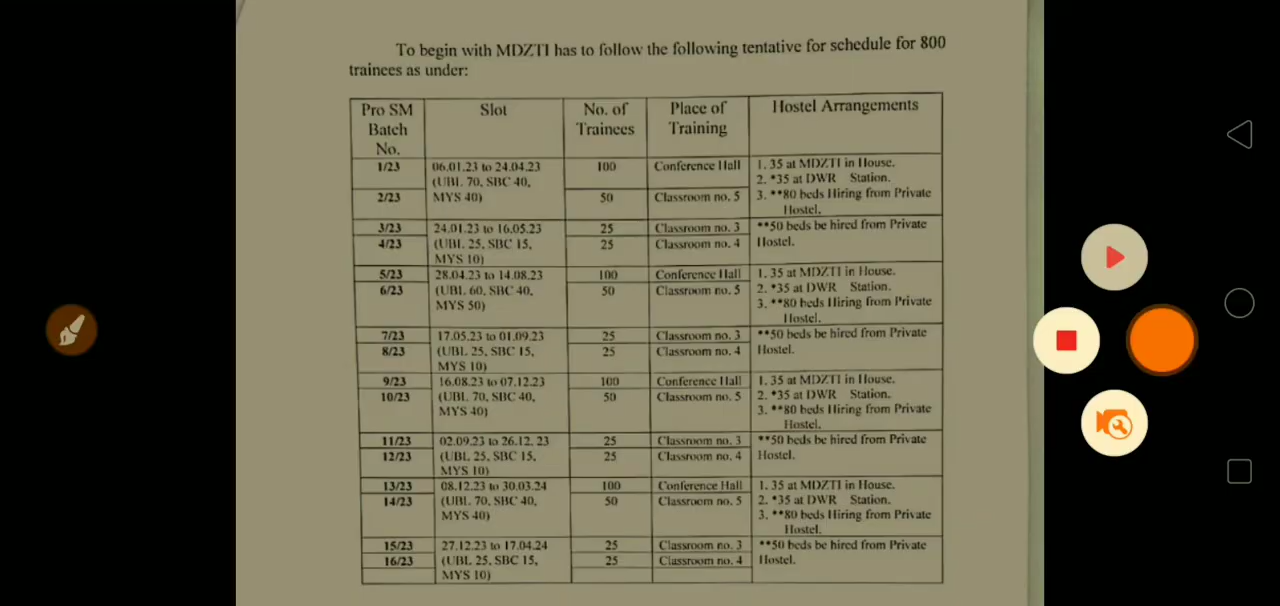 To begin with MDZTI has to follow the following tentative for schedule for 800
trainees as under:
Pro SM Batch No. Slot No. of Trainees Place of Training Hostel Arrangements
1/23 06.01.23 to 24.04.23 100 Conference Hall 1. 35 at MDZTI in House.
(UBL 70, SBC 40, 2. *35 at DWR Station.
2/23 MYS 40) 50 Classroom no. 5 3. **80 beds Hiring from Private
Hostel.
3/23 24.01.23 to 16.05.23 25 Classroom no. 3 **50 beds be hired from Private
4/23 (UBL 25, SBC 15, 25 Classroom no. 4 Hostel.
MYS 10)
5/23 28.04.23 to 14.08.23 100 Conference Hall 1. 35 at MDZTI in House.
6/23 (UBL 60, SBC 40, 50 Classroom no. 5 2. *35 at DWR Station.
MYS 50) 3. **80 beds Hiring from Private
Hostel.
7/23 17.05.23 to 01.09.23 25 Classroom no. 3 **50 beds be hired from Private
8/23 (UBL 25, SBC 15, 25 Classroom no. 4 Hostel.
MYS 10)
9/23 16.08.23 to 07.12.23 100 Conference Hall 1. 35 at MDZTI in House.
10/23 (UBL 70, SBC 40, 50 Classroom no. 5 2. *35 at DWR Station.
MYS 40) 3. **80 beds Hiring from Private
Hostel.
11/23 02.09.23 to 26.12. 23 25 Classroom no. 3 **50 beds be hired from Private
12/23 (UBL 25, SBC 15, 25 Classroom no. 4 Hostel.
MYS 10)
13/23 08.12.23 to 30.03.24 100 Conference Hall 1. 35 at MDZTI in House.
14/23 (UBL 70, SBC 40, 50 Classroom no. 5 2. *35 at DWR Station.
MYS 40) 3. **80 beds Hiring from Private
Hostel.
15/23 27.12.23 to 17.04.24 25 Classroom no. 3 **50 beds be hired from Private
16/23 (UBL 25, SBC 15, 25 Classroom no. 4 Hostel.
MYS 10)